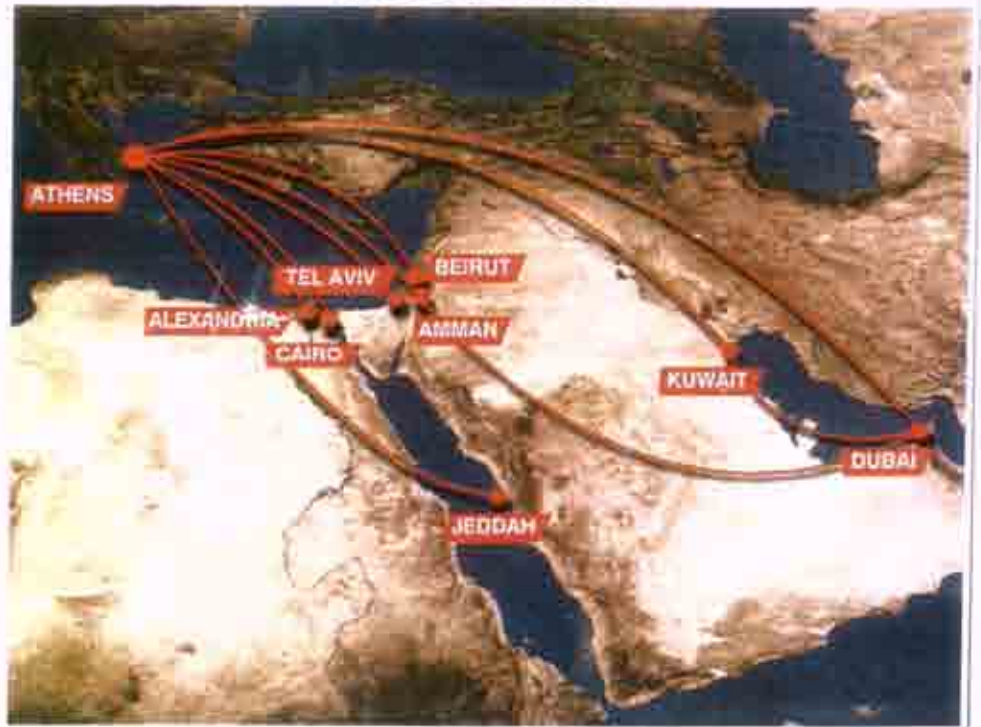 ATHENS
TEL AVIV
BEIRUT
ALEXANDRIA
AMMAN
CAIRO
KUWAIT
DUBAI
JEDDAH